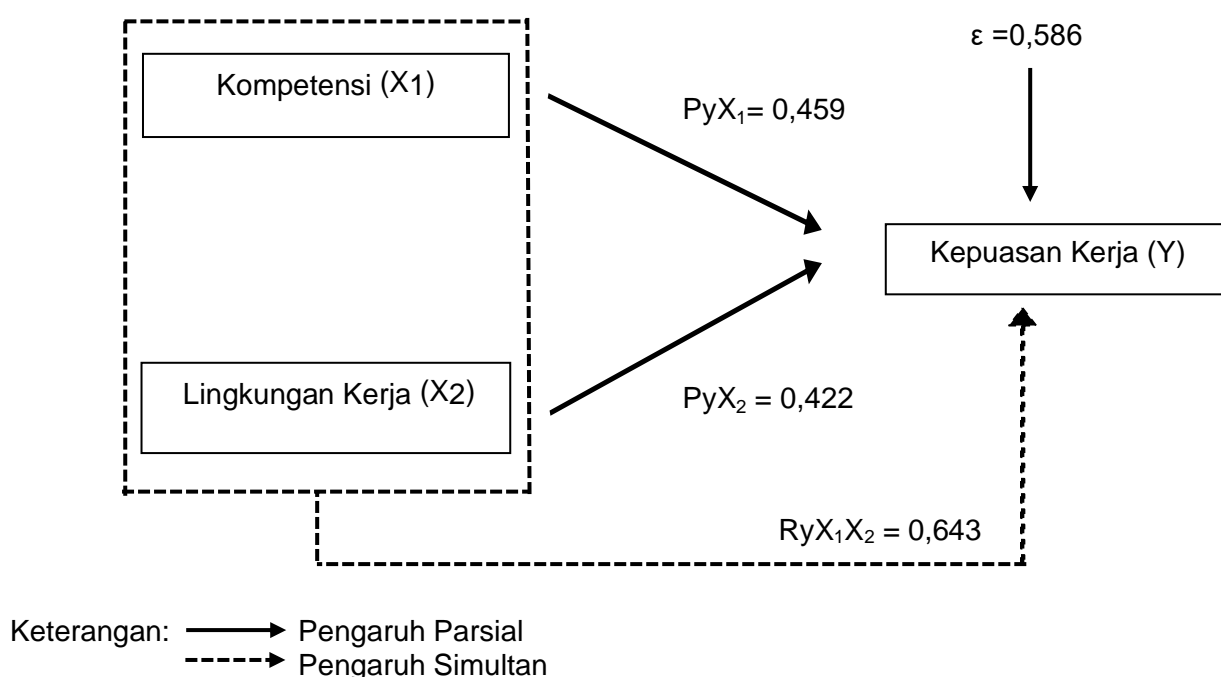 ε =0,586
Kompetensi (X1)
PyX₁= 0,459
Kepuasan Kerja (Y)
Lingkungan Kerja (X2)
PyX₂ = 0,422
RyX₁X₂ = 0,643
Keterangan: Pengaruh Parsial
Pengaruh Simultan